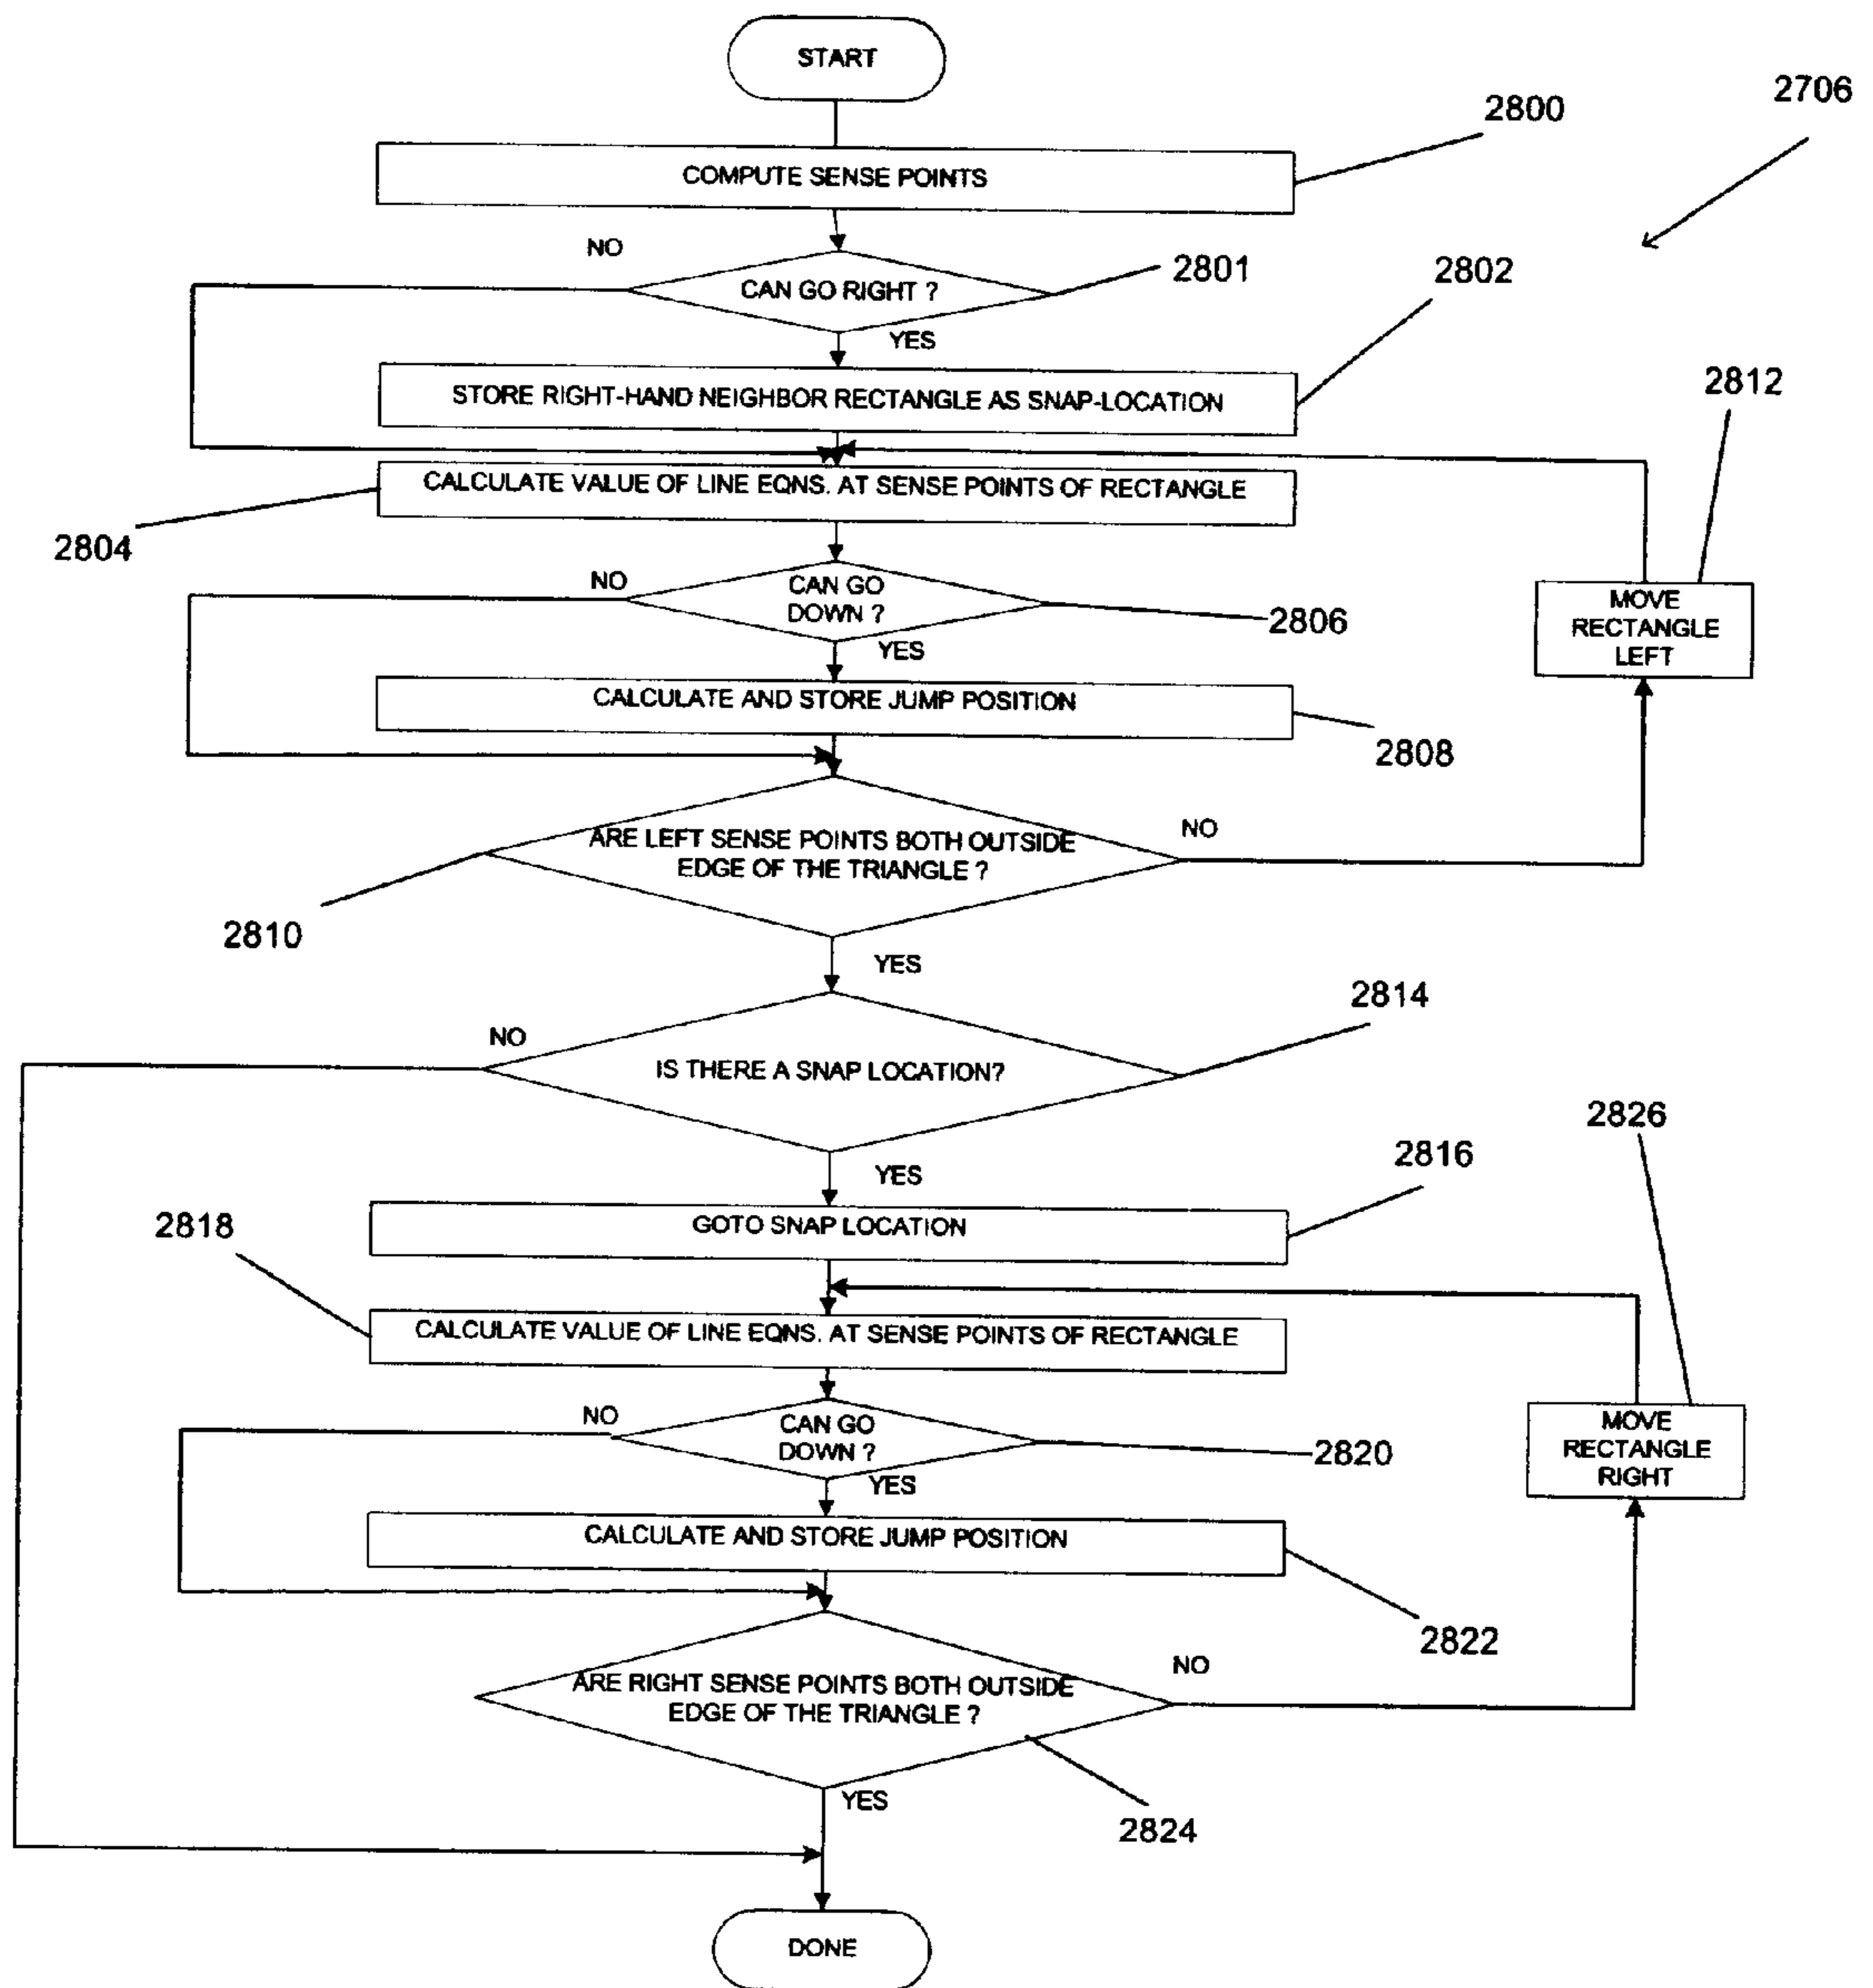 START
2706
2800
COMPUTE SENSE POINTS
NO
CAN GO RIGHT ?
2801
2802
YES
STORE RIGHT-HAND NEIGHBOR RECTANGLE AS SNAP-LOCATION
2812
CALCULATE VALUE OF LINE EQNS. AT SENSE POINTS OF RECTANGLE
2804
NO
CAN GO
DOWN ?
2806
MOVE
RECTANGLE
LEFT
YES
CALCULATE AND STORE JUMP POSITION
2808
ARE LEFT SENSE POINTS BOTH OUTSIDE
EDGE OF THE TRIANGLE ?
NO
2810
YES
2814
NO
IS THERE A SNAP LOCATION?
2826
2816
YES
2818
GOTO SNAP LOCATION
CALCULATE VALUE OF LINE EQNS. AT SENSE POINTS OF RECTANGLE
NO
CAN GO
DOWN ?
2820
MOVE
RECTANGLE
RIGHT
YES
CALCULATE AND STORE JUMP POSITION
2822
NO
ARE RIGHT SENSE POINTS BOTH OUTSIDE
EDGE OF THE TRIANGLE ?
YES
2824
DONE